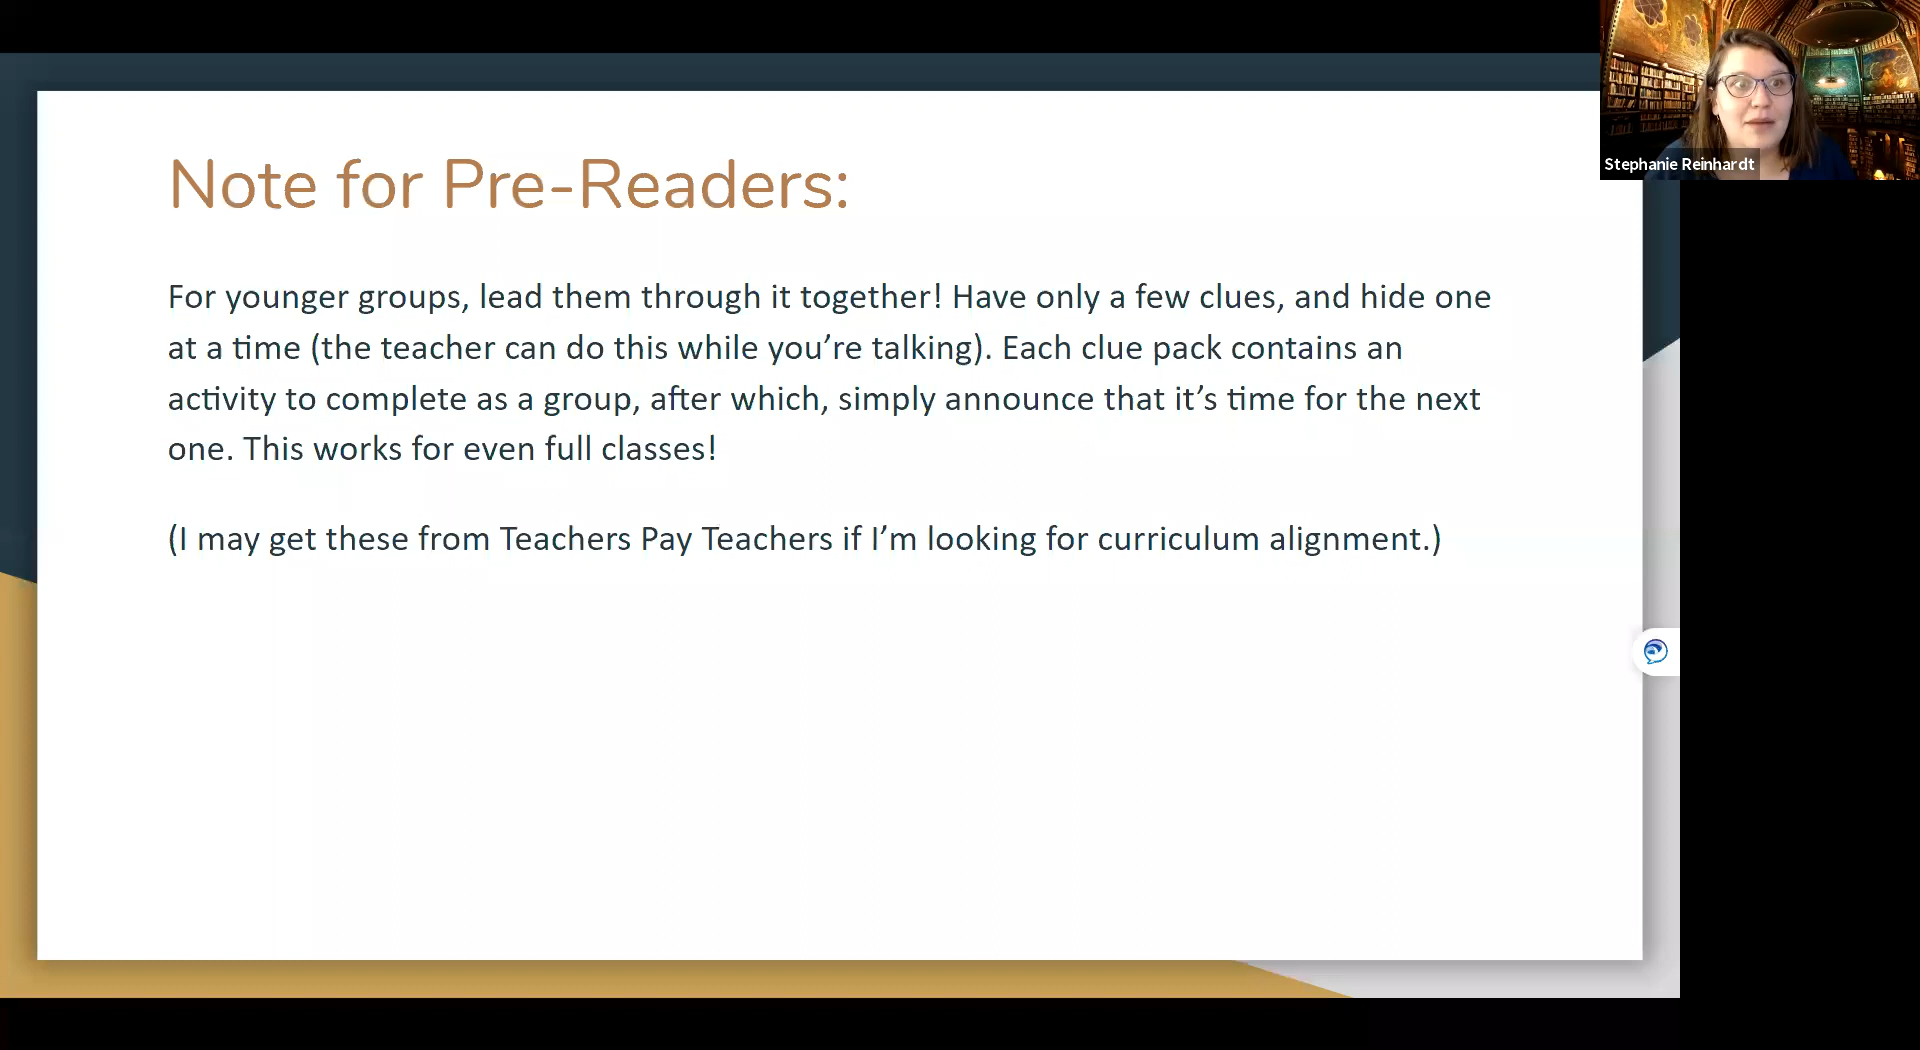 Note for Pre-Readers:
For younger groups, lead them through it together! Have only a few clues, and hide one
at a time (the teacher can do this while you’re talking). Each clue pack contains an
activity to complete as a group, after which, simply announce that it’s time for the next
one. This works for even full classes!
(I may get these from Teachers Pay Teachers if I’m looking for curriculum alignment.)
Stephanie Reinhardt